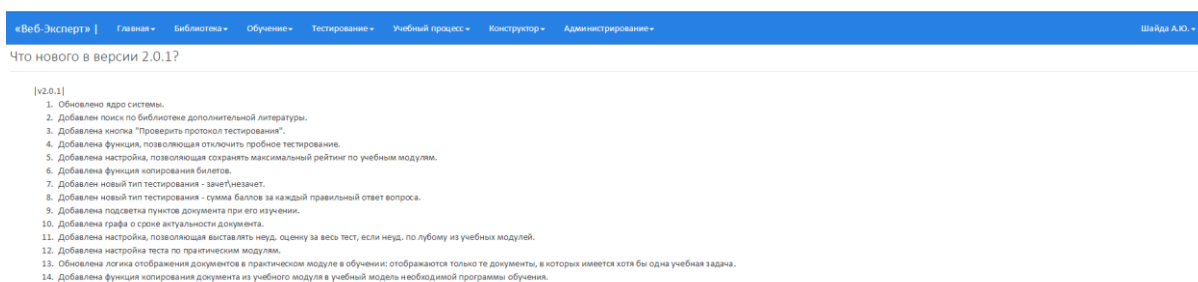 «Веб-Эксперт» | Главная Библиотека Обучение Тестирование Учебный процесс Конструктор Администрирование Шайда А.Ю.
Что нового в версии 2.0.1?
|v2.0.1|
1. Обновлено ядро системы.
2. Добавлен поиск по библиотеке дополнительной литературы.
3. Добавлена кнопка "Проверить протокол тестирования".
4. Добавлена функция, позволяющая отключить пробное тестирование.
5. Добавлена настройка, позволяющая сохранять максимальный рейтинг по учебным модулям.
6. Добавлена функция копирования билетов.
7. Добавлен новый тип тестирования - зачет\незачет.
8. Добавлен новый тип тестирования - сумма баллов за каждый правильный ответ вопроса.
9. Добавлена подсветка пунктов документа при его изучении.
10. Добавлена графа о сроке актуальности документа.
11. Добавлена настройка, позволяющая выставлять неуд. оценку за весь тест, если неуд. по лубому из учебных модулей.
12. Добавлена настройка теста по практическим модулям.
13. Обновлена логика отображения документов в практическом модуле в обучении: отображаются только те документы, в которых имеется хотя бы одна учебная задача.
14. Добавлена функция копирования документа из учебного модуля в учебный модель необходимой программы обучения.